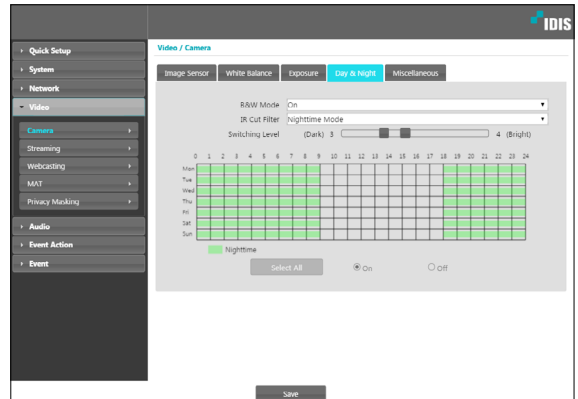 IDIS
Quick Setup
System
Network
Video
Camera
Streaming
Webcasting
MAT
Privacy Masking
Audio
Event Action
Event
Video / Camera
Image Sensor White Balance Exposure Day & Night Miscellaneous
B&W Mode On
IR Cut Filter Nighttime Mode
Switching Level (Dark) 3 4 (Bright)
0 1 2 3 4 5 6 7 8 9 10 11 12 13 14 15 16 17 18 19 20 21 22 23 24
Mon
Tue
Wed
Thu
Fri
Sat
Sun
Nighttime
Select All On Off
Save